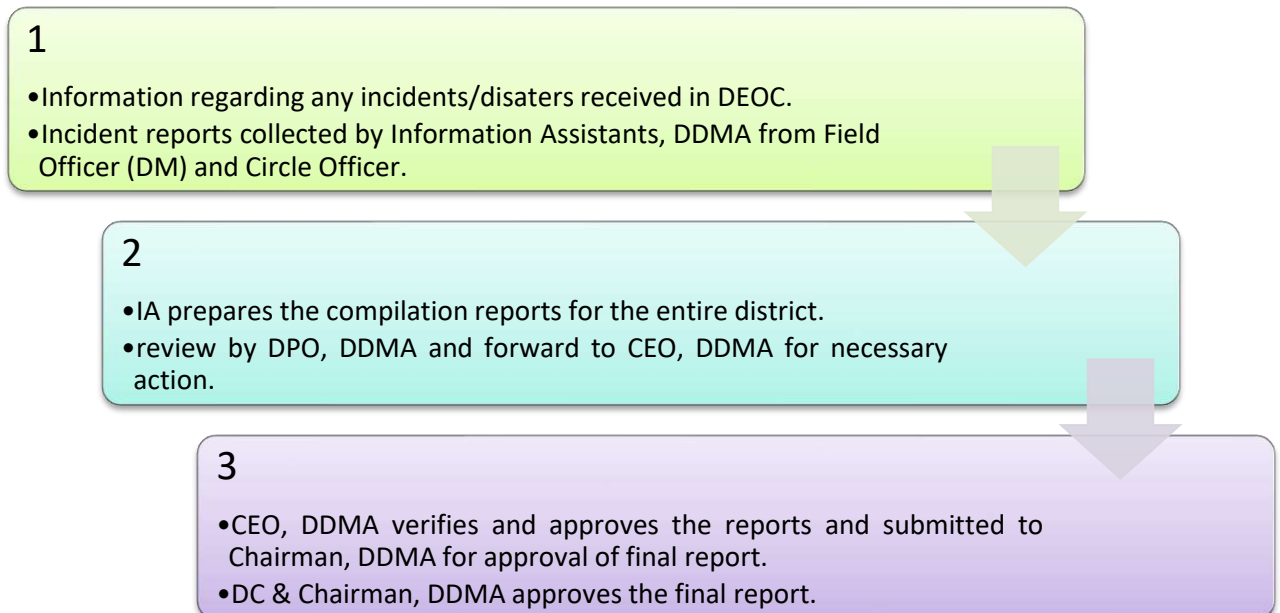 1
•Information regarding any incidents/disaters received in DEOC.
•Incident reports collected by Information Assistants, DDMA from Field
Officer (DM) and Circle Officer.
2
•IA prepares the compilation reports for the entire district.
•review by DPO, DDMA and forward to CEO, DDMA for necessary
action.
3
•CEO, DDMA verifies and approves the reports and submitted to
Chairman, DDMA for approval of final report.
•DC & Chairman, DDMA approves the final report.